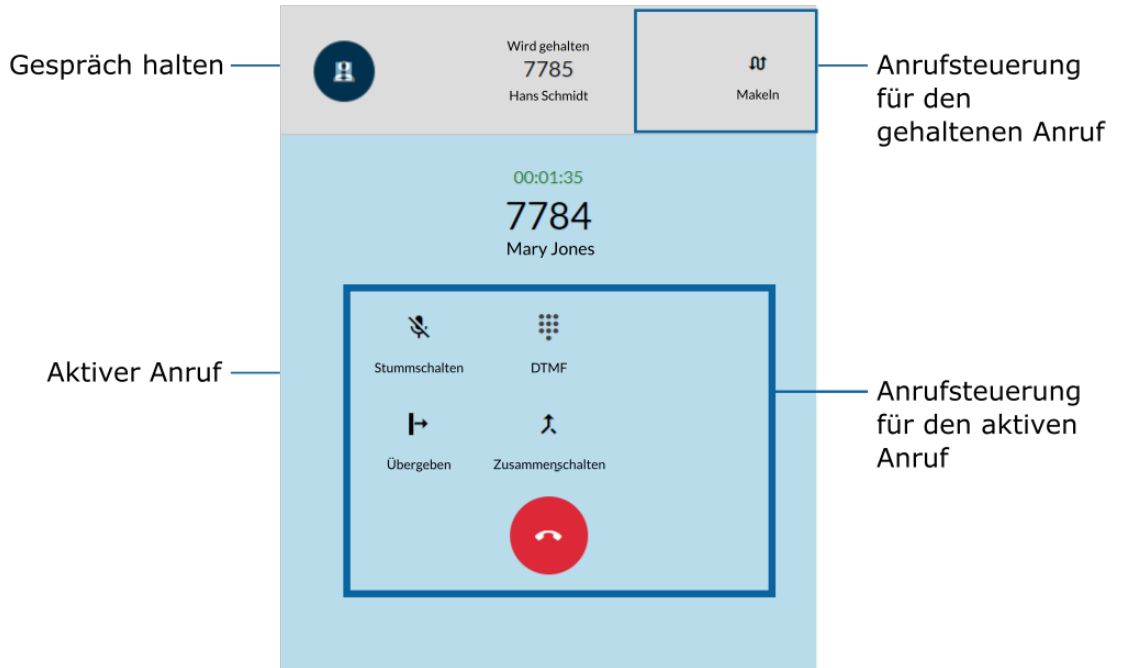 Gespräch halten
Wird gehalten
7785
Hans Schmidt
Makeln
Anrufsteuerung
für den
gehaltenen Anruf
00:01:35
7784
Mary Jones
Aktiver Anruf
Stummschalten
DTMF
Übergeben
Zusammenschalten
Anrufsteuerung
für den aktiven
Anruf